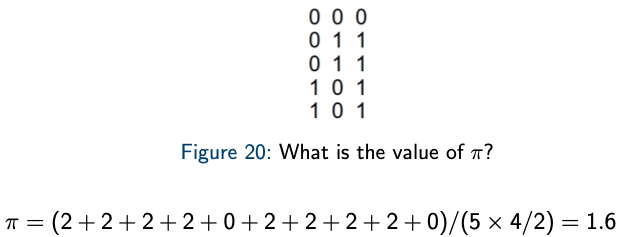 0 0 0
0 1 1
0 1 1
1 0 1
1 0 1
Figure 20: What is the value of π?
π = (2 + 2 + 2 + 2 + 0 + 2 + 2 + 2 + 2 + 0)/(5 × 4/2) = 1.6